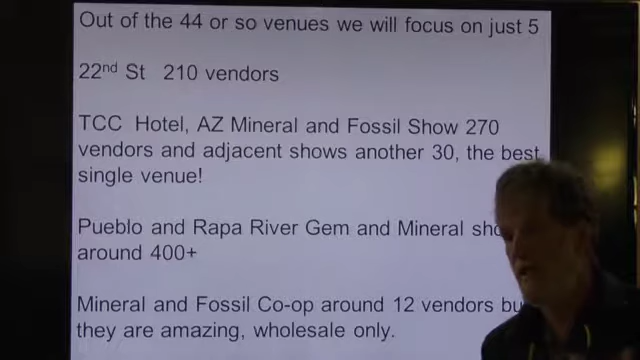 Out of the 44 or so venues we will focus on just 5
22nd St 210 vendors
TCC Hotel, AZ Mineral and Fossil Show 270
vendors and adjacent shows another 30, the best
single venue!
Pueblo and Rapa River Gem and Mineral
around 400+
Mineral and Fossil Co-op around 12 vendors
they are amazing, wholesale only.